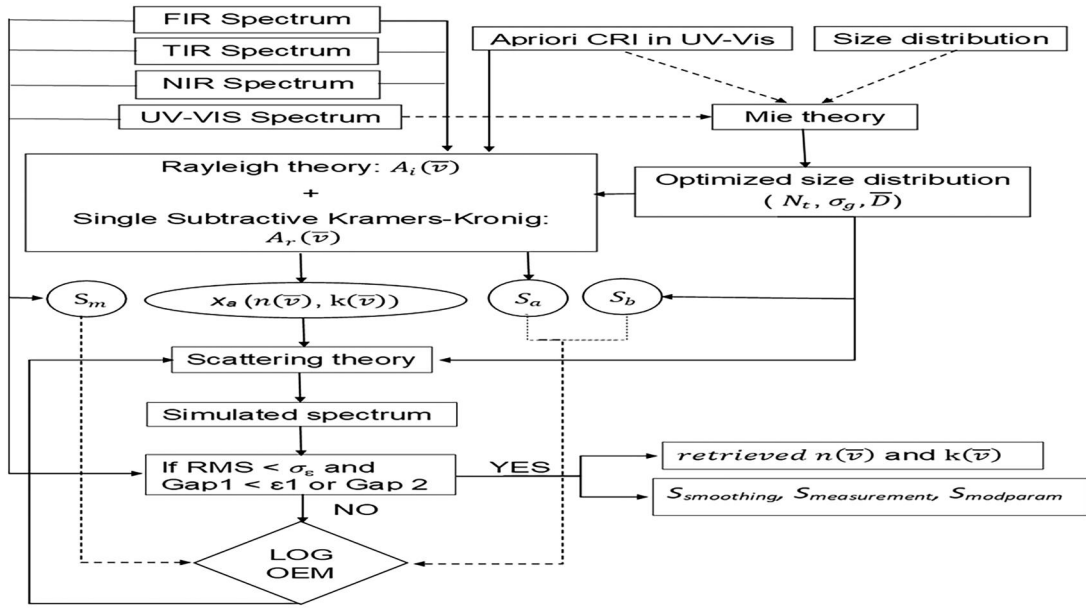 FIR Spectrum
TIR Spectrum
NIR Spectrum
UV-VIS Spectrum
Apriori CRI in UV-Vis
Size distribution
Mie theory
Rayleigh theory: A_i(ν̅)
+
Single Subtractive Kramers-Kronig:
A_r(ν̅)
Optimized size distribution
( N_t, σ_g, D̅)
S_m
x_a (n(ν̅), k(ν̅))
S_a
S_b
Scattering theory
Simulated spectrum
If RMS < σ_ε and
Gap1 < ε1 or Gap 2
YES
NO
retrieved n(ν̅) and k(ν̅)
S_smoothing, S_measurement, S_modparam
LOG
OEM